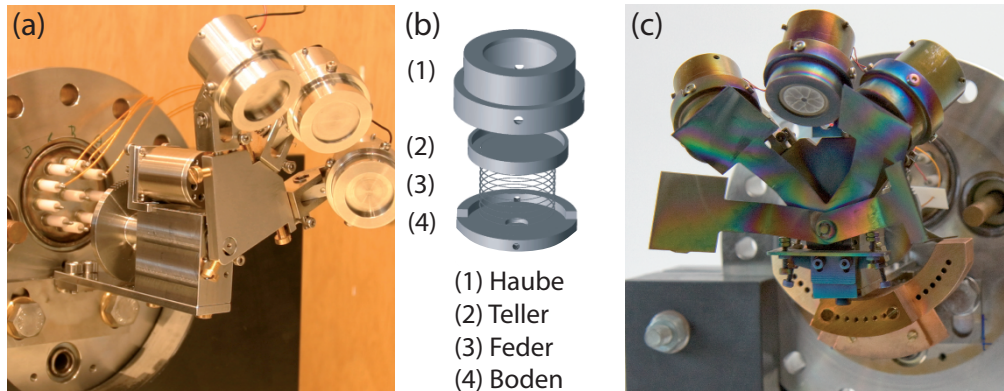 (a)
(b)
(c)
(1)
(2)
(3)
(4)
(1) Haube
(2) Teller
(3) Feder
(4) Boden